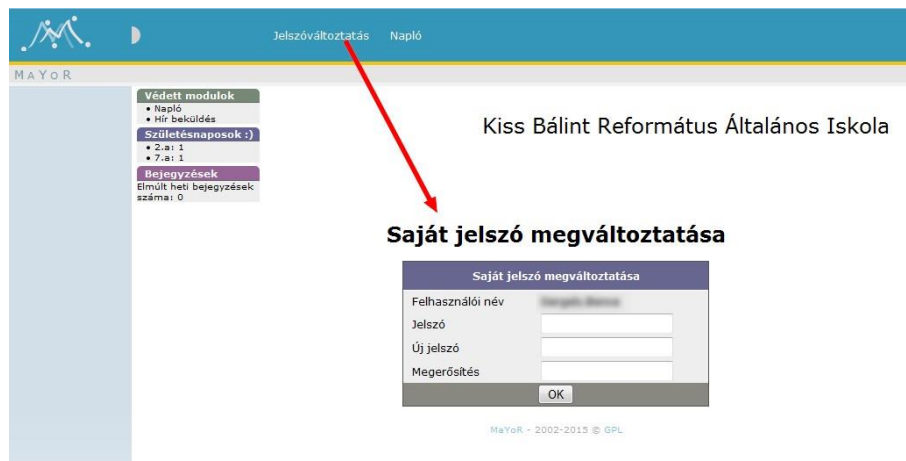 Jelszóváltoztatás Napló
MAYOR
Védett modulok
• Napló
• Hír beküldés
Születésnaposok :)
• 2.a: 1
• 7.a: 1
Bejegyzések
Elmúlt heti bejegyzések
száma: 0
Kiss Bálint Református Általános Iskola
Saját jelszó megváltoztatása
Saját jelszó megváltoztatása
Felhasználói név
Jelszó
Új jelszó
Megerősítés
OK
MaYoR - 2002-2015 © GPL